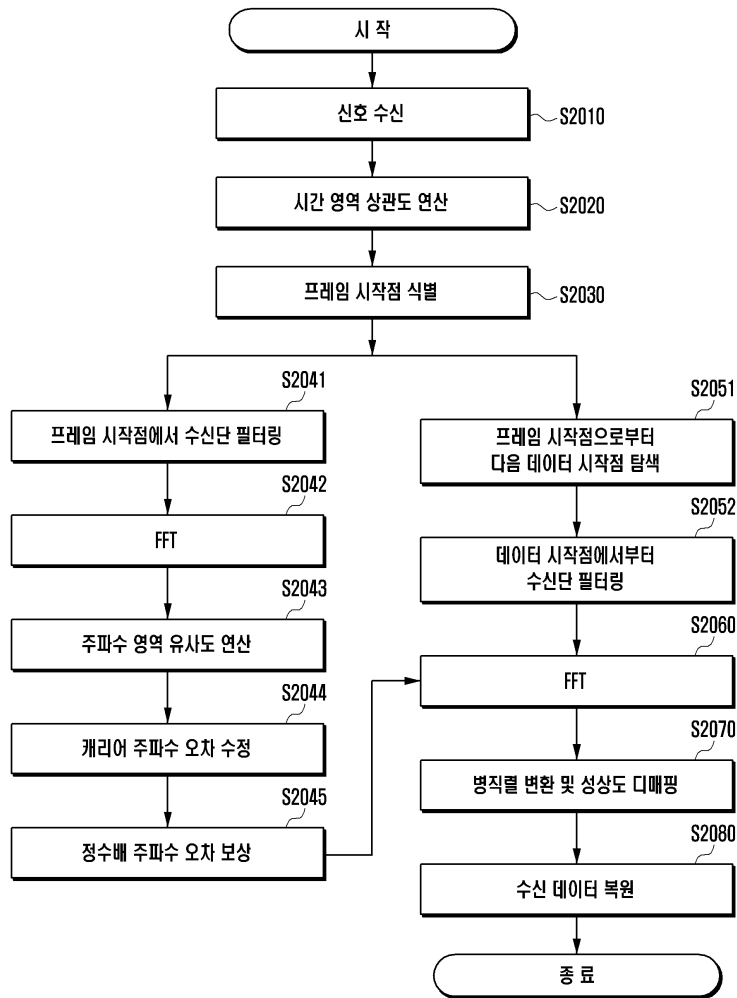 시 작
신호 수신
S2010
시간 영역 상관도 연산
S2020
프레임 시작점 식별
S2030
S2041
프레임 시작점에서 수신단 필터링
S2042
FFT
S2043
주파수 영역 유사도 연산
S2044
캐리어 주파수 오차 수정
S2045
정수배 주파수 오차 보상
S2051
프레임 시작점으로부터
다음 데이터 시작점 탐색
S2052
데이터 시작점에서부터
수신단 필터링
S2060
FFT
S2070
병직렬 변환 및 성상도 디매핑
S2080
수신 데이터 복원
종 료